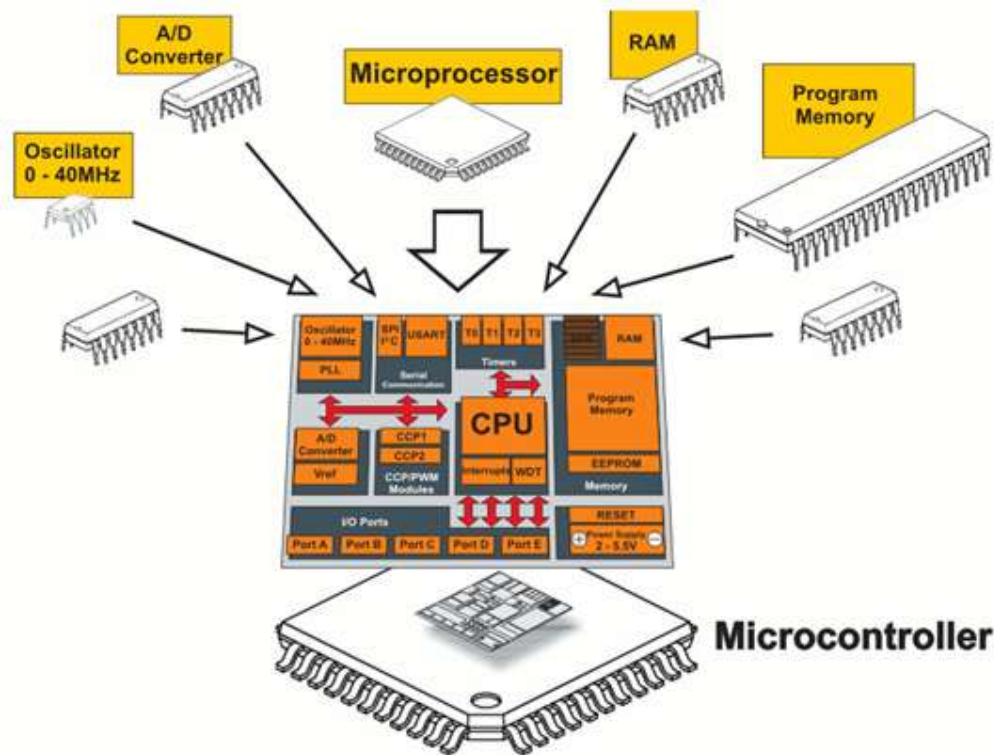 A/D
Converter
Microprocessor
RAM
Program
Memory
Oscillator
0 - 40MHz
Oscillator
0 - 40MHz
PLL
SPI
I²C
USART
Serial
Communication
T0 T1 T2 T3
Timers
RAM
Program
Memory
EEPROM
Memory
A/D
Converter
Vref
CCP1
CCP2
CCP/PWM
Modules
CPU
Interrupts
WDT
I/O Ports
Port A
Port B
Port C
Port D
Port E
RESET
+ Power Supply -
2 - 5.5V
Microcontroller